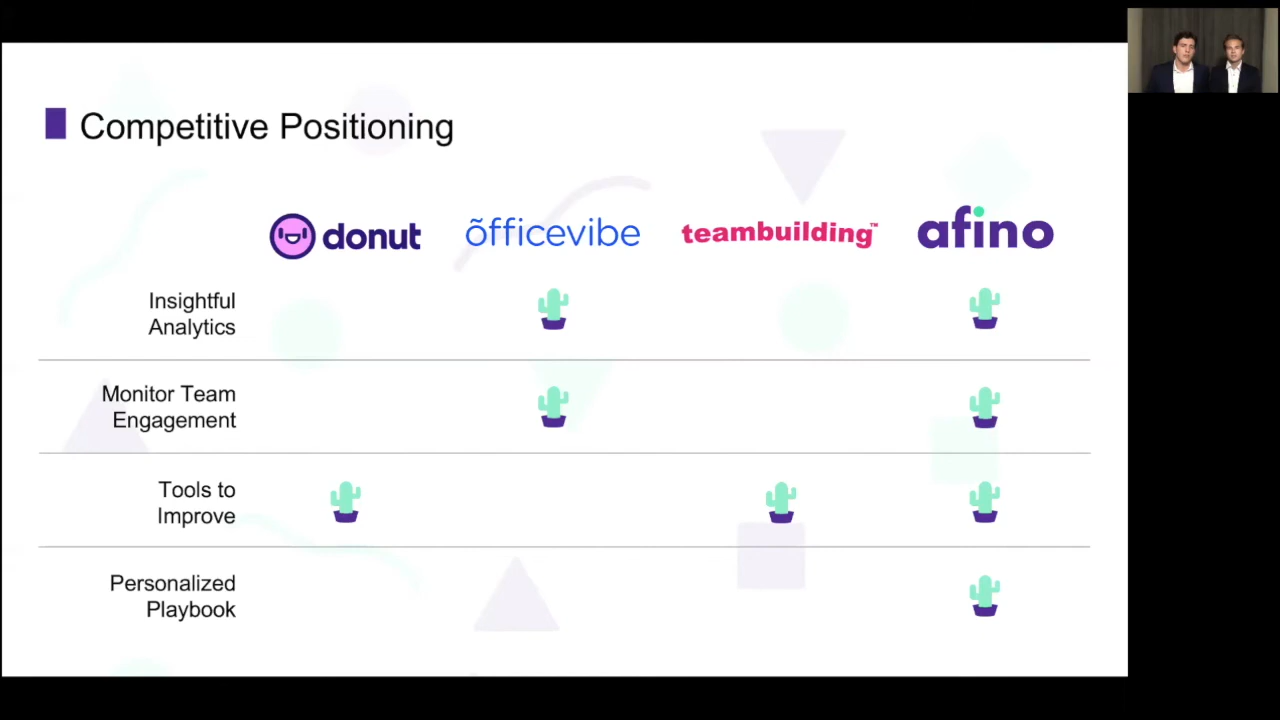 Competitive Positioning
donut
õfficevibe
teambuilding™
afino
Insightful
Analytics
Monitor Team
Engagement
Tools to
Improve
Personalized
Playbook